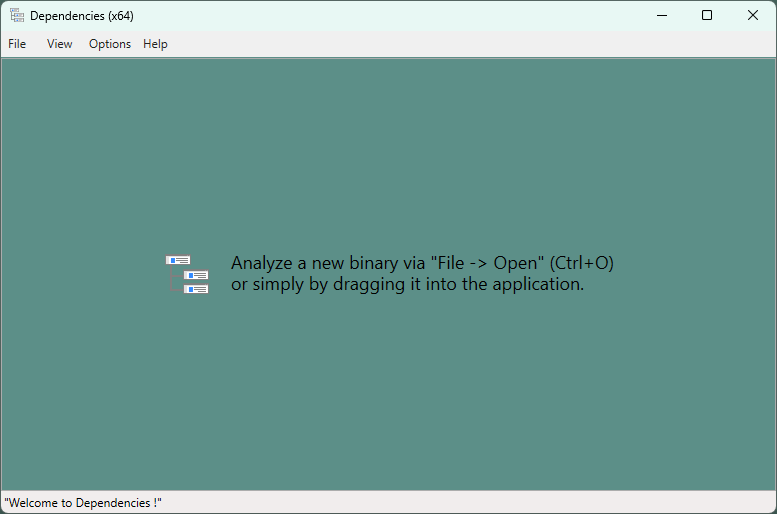 Dependencies (x64)
File View Options Help
Analyze a new binary via "File -> Open" (Ctrl+O)
or simply by dragging it into the application.
"Welcome to Dependencies !"